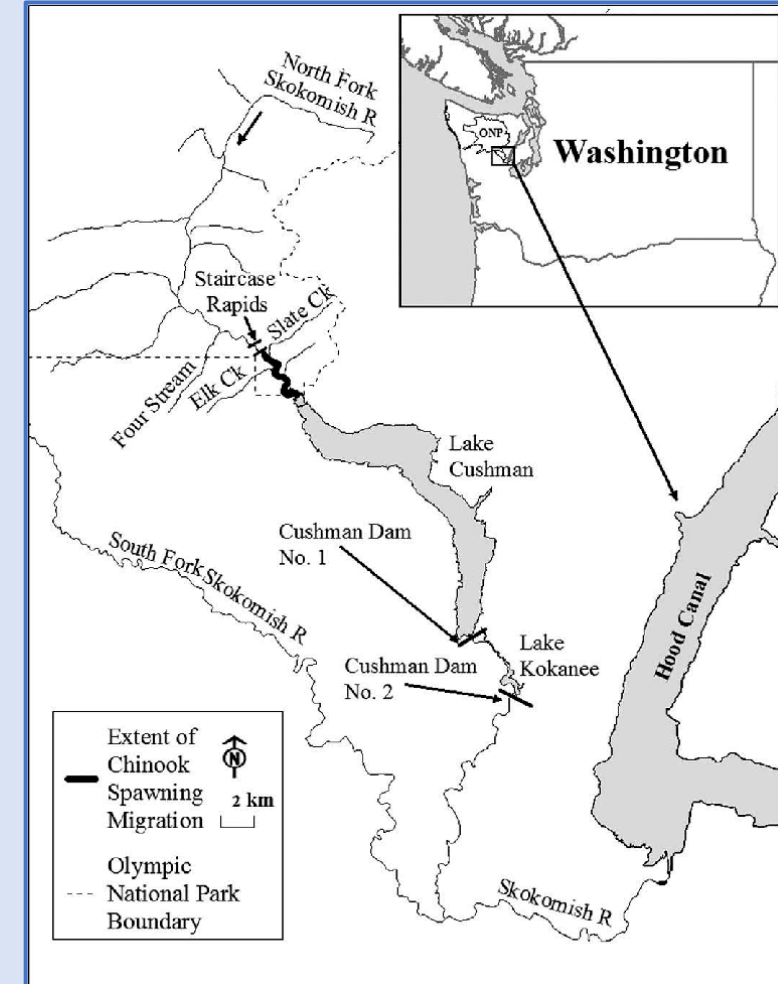 North Fork
Skokomish R
ONP
Washington
Staircase
Rapids
Slate Ck
Four Stream
Elk Ck
Lake
Cushman
Cushman Dam
No. 1
South Fork Skokomish R
Hood Canal
Lake
Kokanee
Cushman Dam
No. 2
Extent of
Chinook
Spawning
Migration
N
2 km
Olympic
National Park
Boundary
Skokomish R